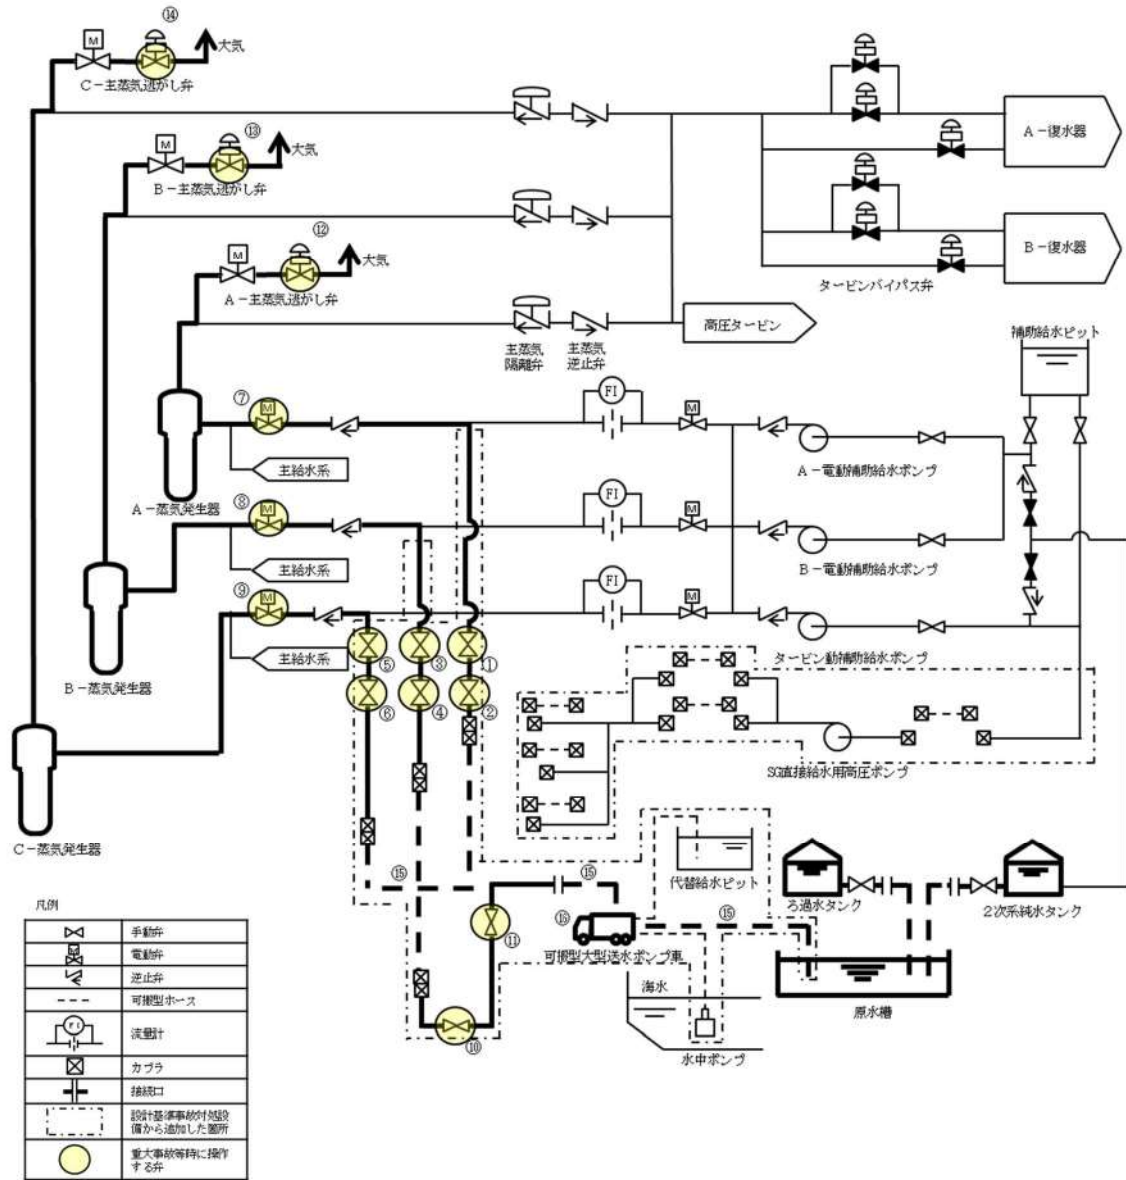 ⑭
M
大気
C－主蒸気逃がし弁
A－復水器
⑬
M
大気
B－主蒸気逃がし弁
⑫
M
大気
A－主蒸気逃がし弁
B－復水器
タービンバイパス弁
高圧タービン
主蒸気
隔離弁
主蒸気
逆止弁
補助給水ピット
⑦
M
FI
M
主給水系
A－電動補助給水ポンプ
A－蒸気発生器
⑧
M
FI
M
主給水系
B－電動補助給水ポンプ
⑨
M
FI
M
主給水系
タービン動補助給水ポンプ
B－蒸気発生器
⑤
③
①
⑥
④
②
SG直接給水用高圧ポンプ
C－蒸気発生器
⑮
⑮
代替給水ピット
ろ過水タンク
2次系純水タンク
⑯
⑮
⑪
可搬型大型送水ポンプ車
海水
原水槽
⑩
水中ポンプ
凡例
手動弁
M
電動弁
逆止弁
可搬型ホース
FI
流量計
カプラ
接続口
設計基準事故対処設
備から追加した箇所
重大事故等時に操作
する弁